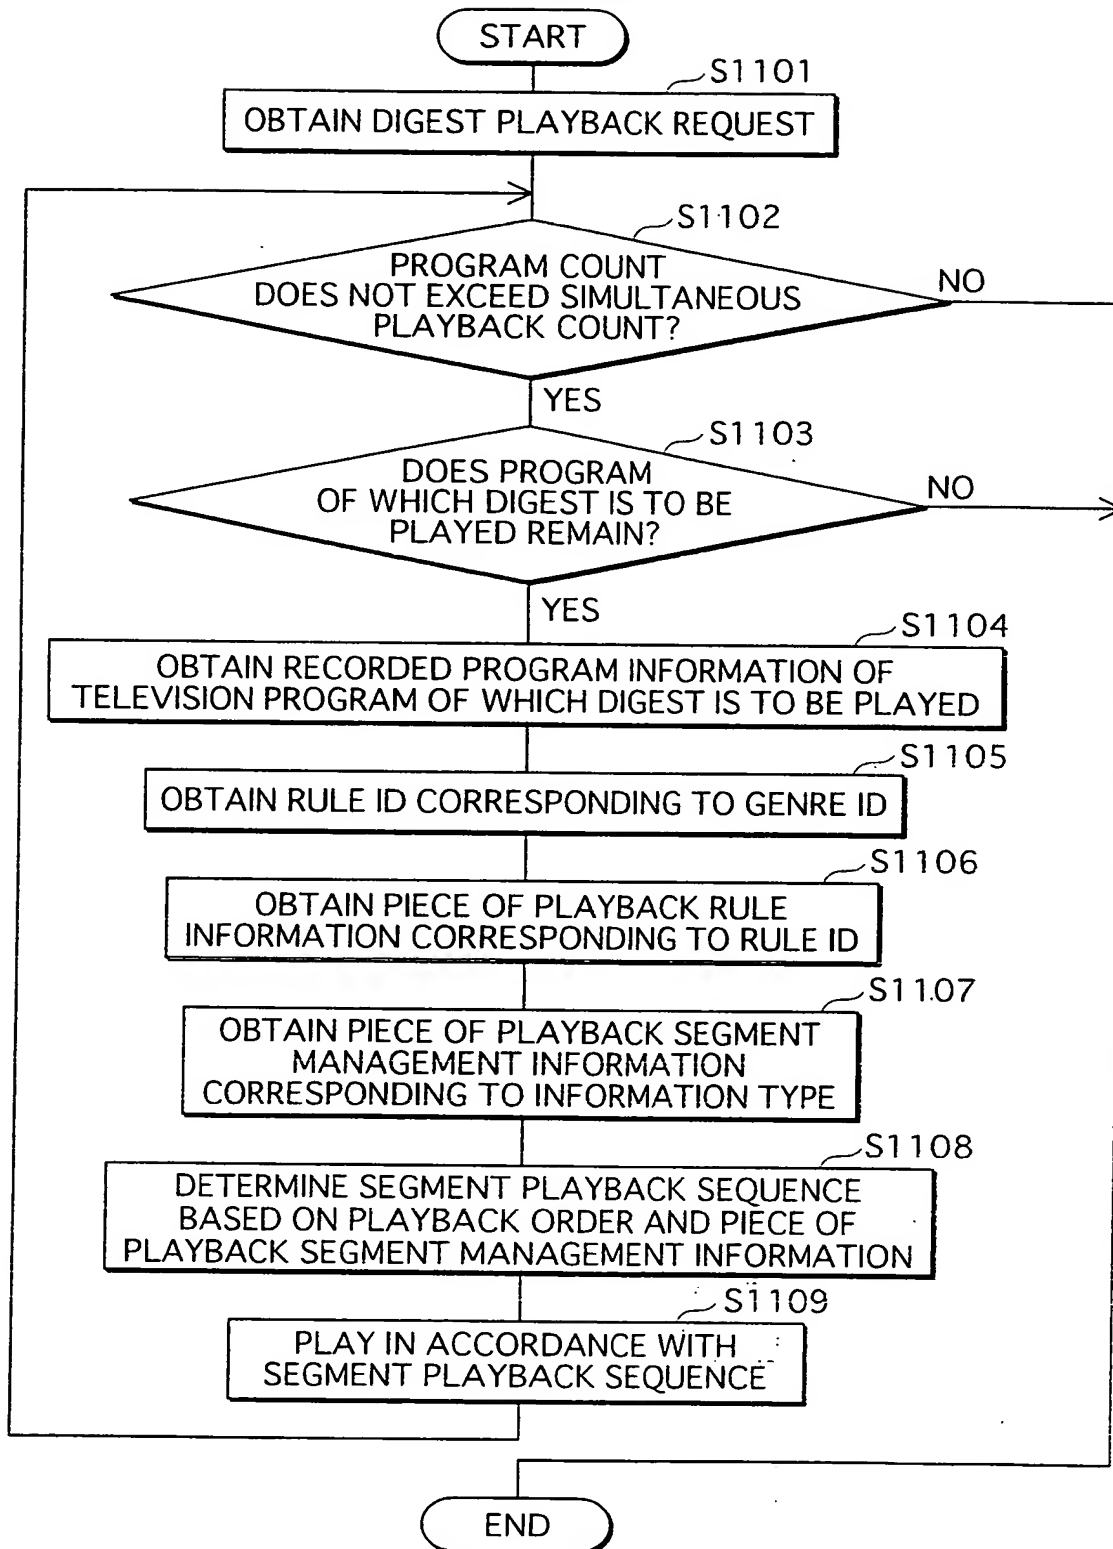 START
S1101
OBTAIN DIGEST PLAYBACK REQUEST
S1102
PROGRAM COUNT
DOES NOT EXCEED SIMULTANEOUS
PLAYBACK COUNT?
NO
YES
S1103
DOES PROGRAM
OF WHICH DIGEST IS TO BE
PLAYED REMAIN?
NO
YES
S1104
OBTAIN RECORDED PROGRAM INFORMATION OF
TELEVISION PROGRAM OF WHICH DIGEST IS TO BE PLAYED
S1105
OBTAIN RULE ID CORRESPONDING TO GENRE ID
S1106
OBTAIN PIECE OF PLAYBACK RULE
INFORMATION CORRESPONDING TO RULE ID
S1107
OBTAIN PIECE OF PLAYBACK SEGMENT
MANAGEMENT INFORMATION
CORRESPONDING TO INFORMATION TYPE
S1108
DETERMINE SEGMENT PLAYBACK SEQUENCE
BASED ON PLAYBACK ORDER AND PIECE OF
PLAYBACK SEGMENT MANAGEMENT INFORMATION
S1109
PLAY IN ACCORDANCE WITH
SEGMENT PLAYBACK SEQUENCE
END